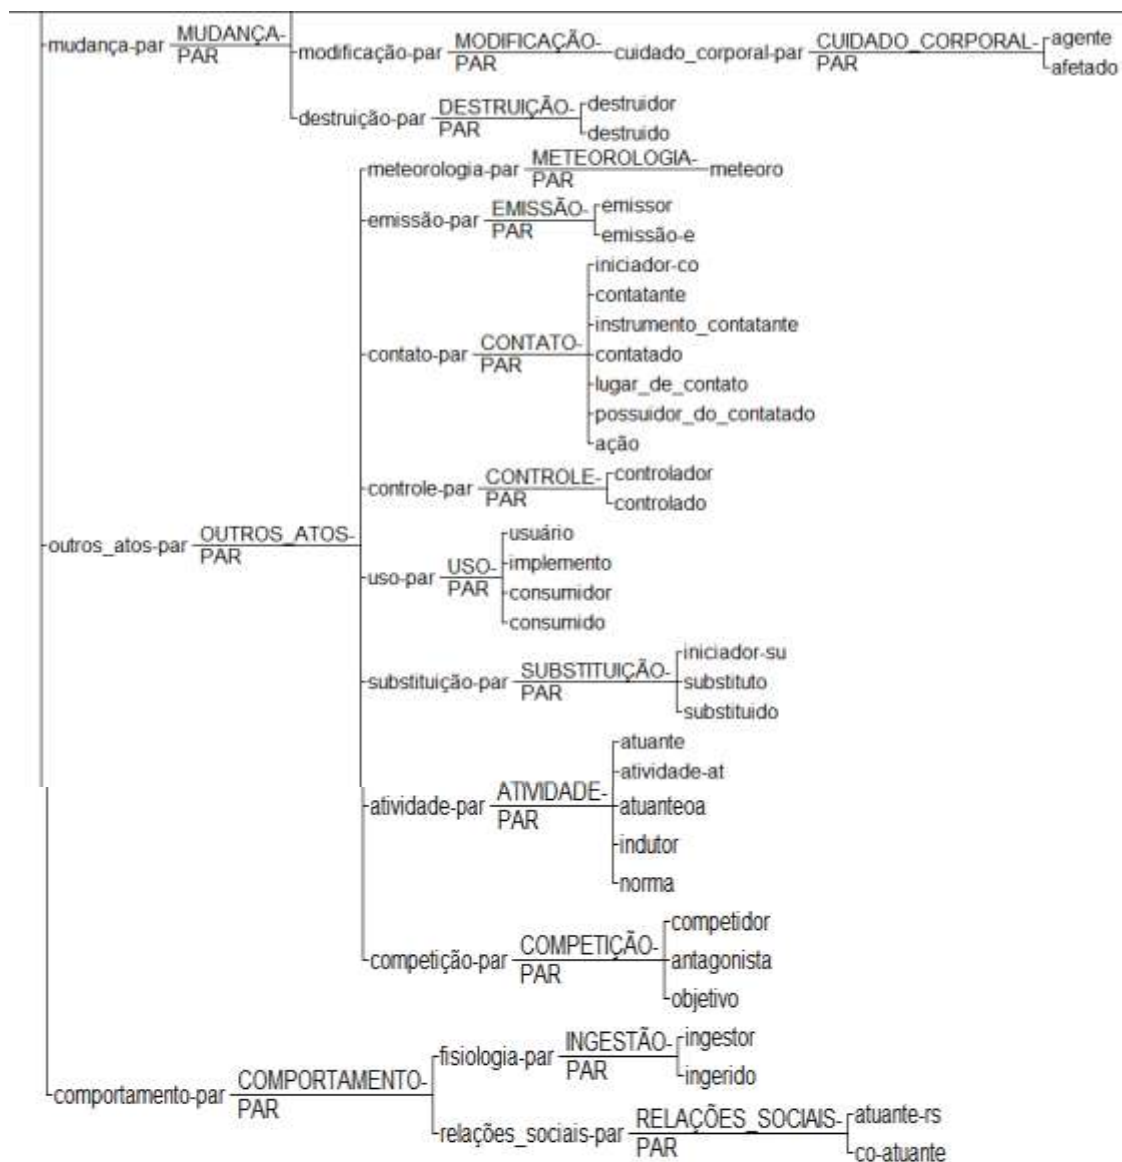 mudança-par MUDANÇA-PAR
modificação-par MODIFICAÇÃO-PAR cuidado_corporal-par CUIDADO_CORPORAL-PAR
agente
afetado
destruição-par DESTRUIÇÃO-PAR
destruidor
destruido
outros_atos-par OUTROS_ATOS-PAR
meteorologia-par METEOROLOGIA-PAR meteoro
emissão-par EMISSÃO-PAR
emissor
emissão-e
contato-par CONTATO-PAR
iniciador-co
contatante
instrumento_contatante
contatado
lugar_de_contato
possuidor_do_contatado
ação
controle-par CONTROLE-PAR
controlador
controlado
uso-par USO-PAR
usuário
implemento
consumidor
consumido
substituição-par SUBSTITUIÇÃO-PAR
iniciador-su
substituto
substituido
atividade-par ATIVIDADE-PAR
atuante
atividade-at
atuanteoa
indutor
norma
competição-par COMPETIÇÃO-PAR
competidor
antagonista
objetivo
comportamento-par COMPORTAMENTO-PAR
fisiologia-par INGESTÃO-PAR
ingestor
ingerido
relações_sociais-par RELAÇÕES_SOCIAIS-PAR
atuante-rs
co-atuante